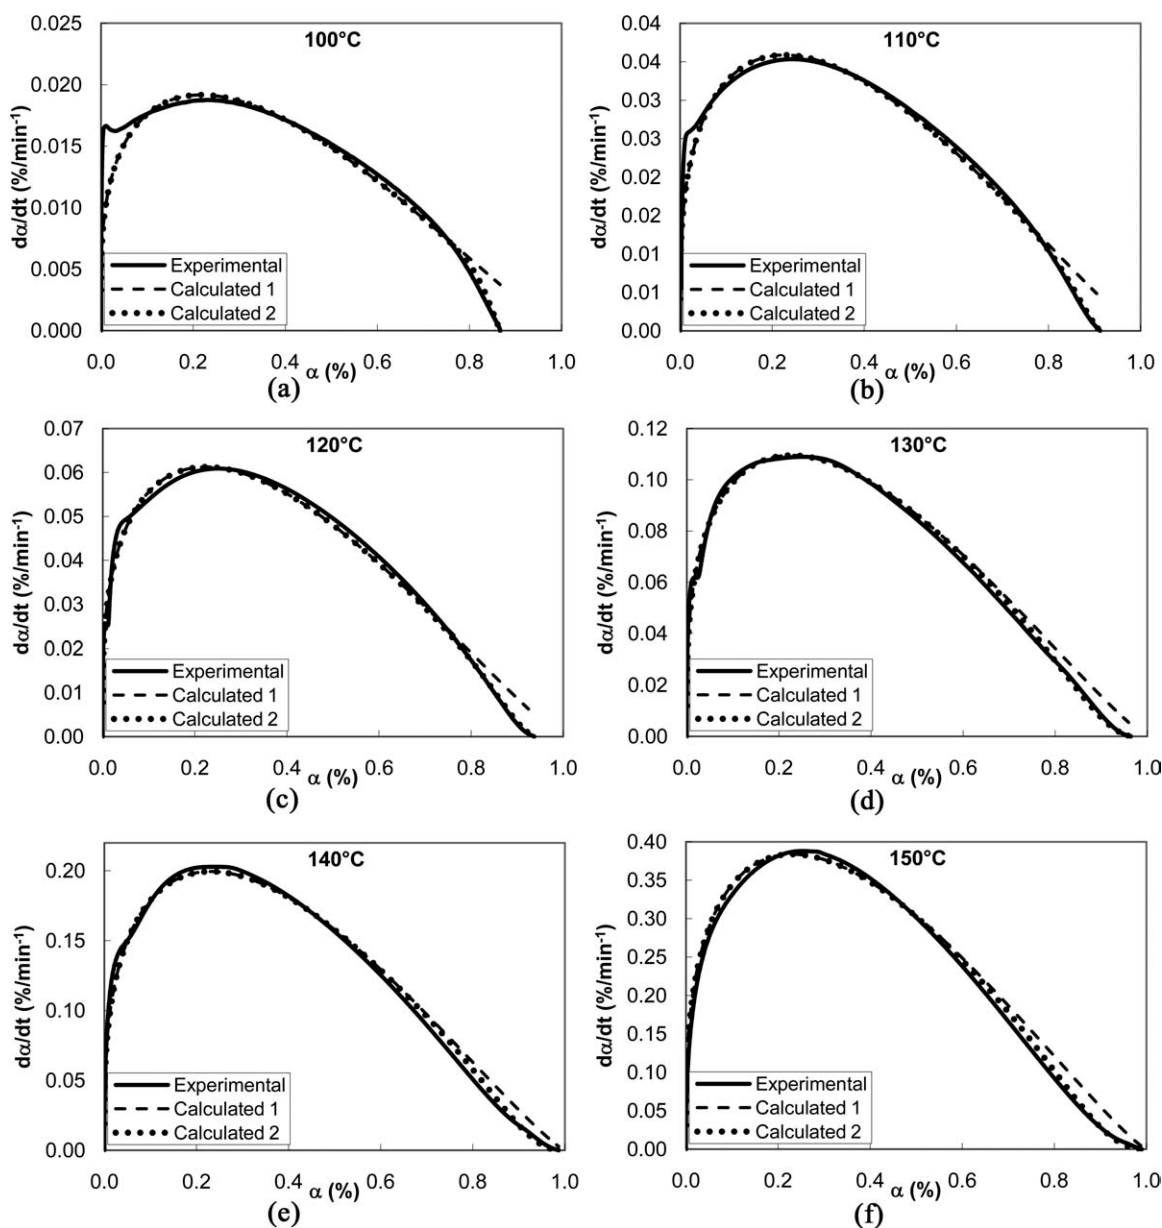 100°C
dα/dt (%/min⁻¹)
0.025
0.020
0.015
0.010
0.005
0.000
Experimental
Calculated 1
Calculated 2
0.0 0.2 0.4 0.6 0.8 1.0
α (%)
(a)
110°C
dα/dt (%/min⁻¹)
0.04
0.03
0.03
0.02
0.02
0.01
0.01
0.00
Experimental
Calculated 1
Calculated 2
0.0 0.2 0.4 0.6 0.8 1.0
α (%)
(b)
120°C
dα/dt (%/min⁻¹)
0.07
0.06
0.05
0.04
0.03
0.02
0.01
0.00
Experimental
Calculated 1
Calculated 2
0.0 0.2 0.4 0.6 0.8 1.0
α (%)
(c)
130°C
dα/dt (%/min⁻¹)
0.12
0.10
0.08
0.06
0.04
0.02
0.00
Experimental
Calculated 1
Calculated 2
0.0 0.2 0.4 0.6 0.8 1.0
α (%)
(d)
140°C
dα/dt (%/min⁻¹)
0.20
0.15
0.10
0.05
0.00
Experimental
Calculated 1
Calculated 2
0.0 0.2 0.4 0.6 0.8 1.0
α (%)
(e)
150°C
dα/dt (%/min⁻¹)
0.40
0.35
0.30
0.25
0.20
0.15
0.10
0.05
0.00
Experimental
Calculated 1
Calculated 2
0.0 0.2 0.4 0.6 0.8 1.0
α (%)
(f)